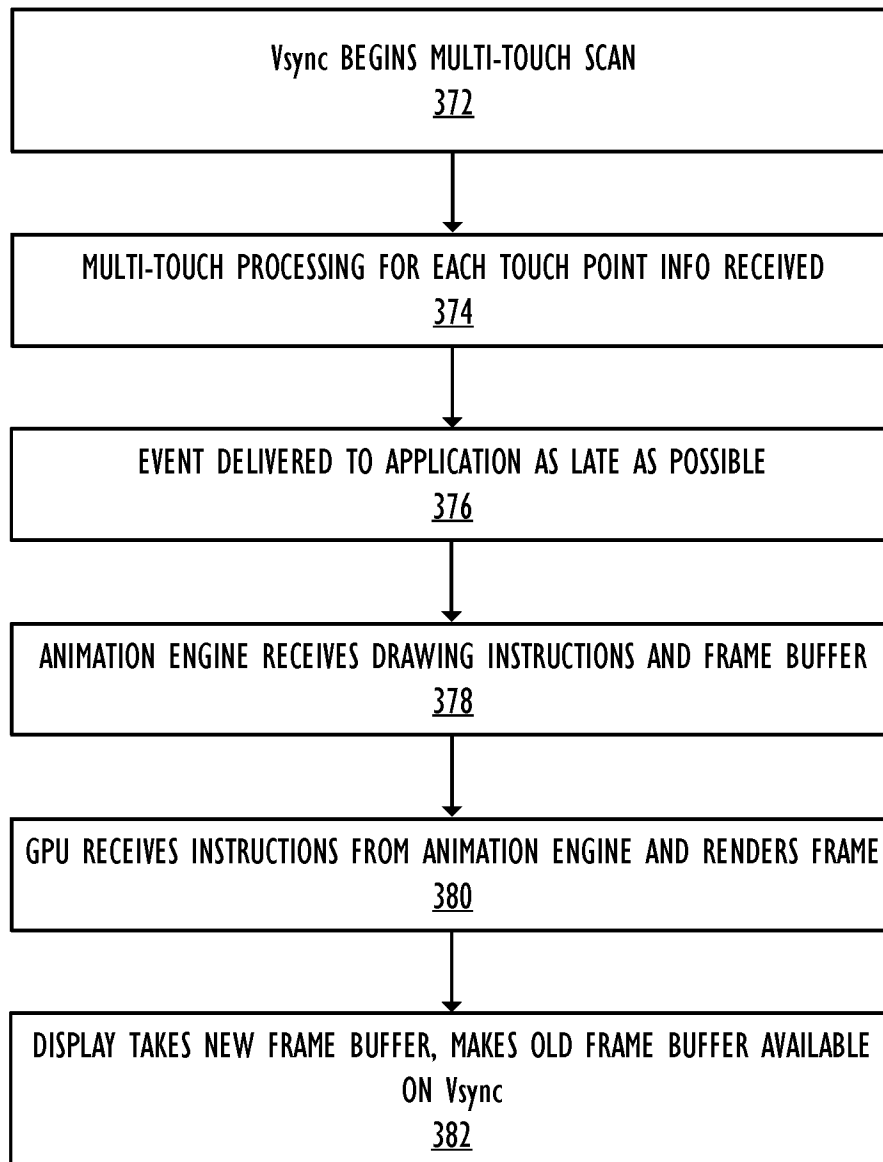 Vsync BEGINS MULTI-TOUCH SCAN
372
MULTI-TOUCH PROCESSING FOR EACH TOUCH POINT INFO RECEIVED
374
EVENT DELIVERED TO APPLICATION AS LATE AS POSSIBLE
376
ANIMATION ENGINE RECEIVES DRAWING INSTRUCTIONS AND FRAME BUFFER
378
GPU RECEIVES INSTRUCTIONS FROM ANIMATION ENGINE AND RENDERS FRAME
380
DISPLAY TAKES NEW FRAME BUFFER, MAKES OLD FRAME BUFFER AVAILABLE
ON Vsync
382